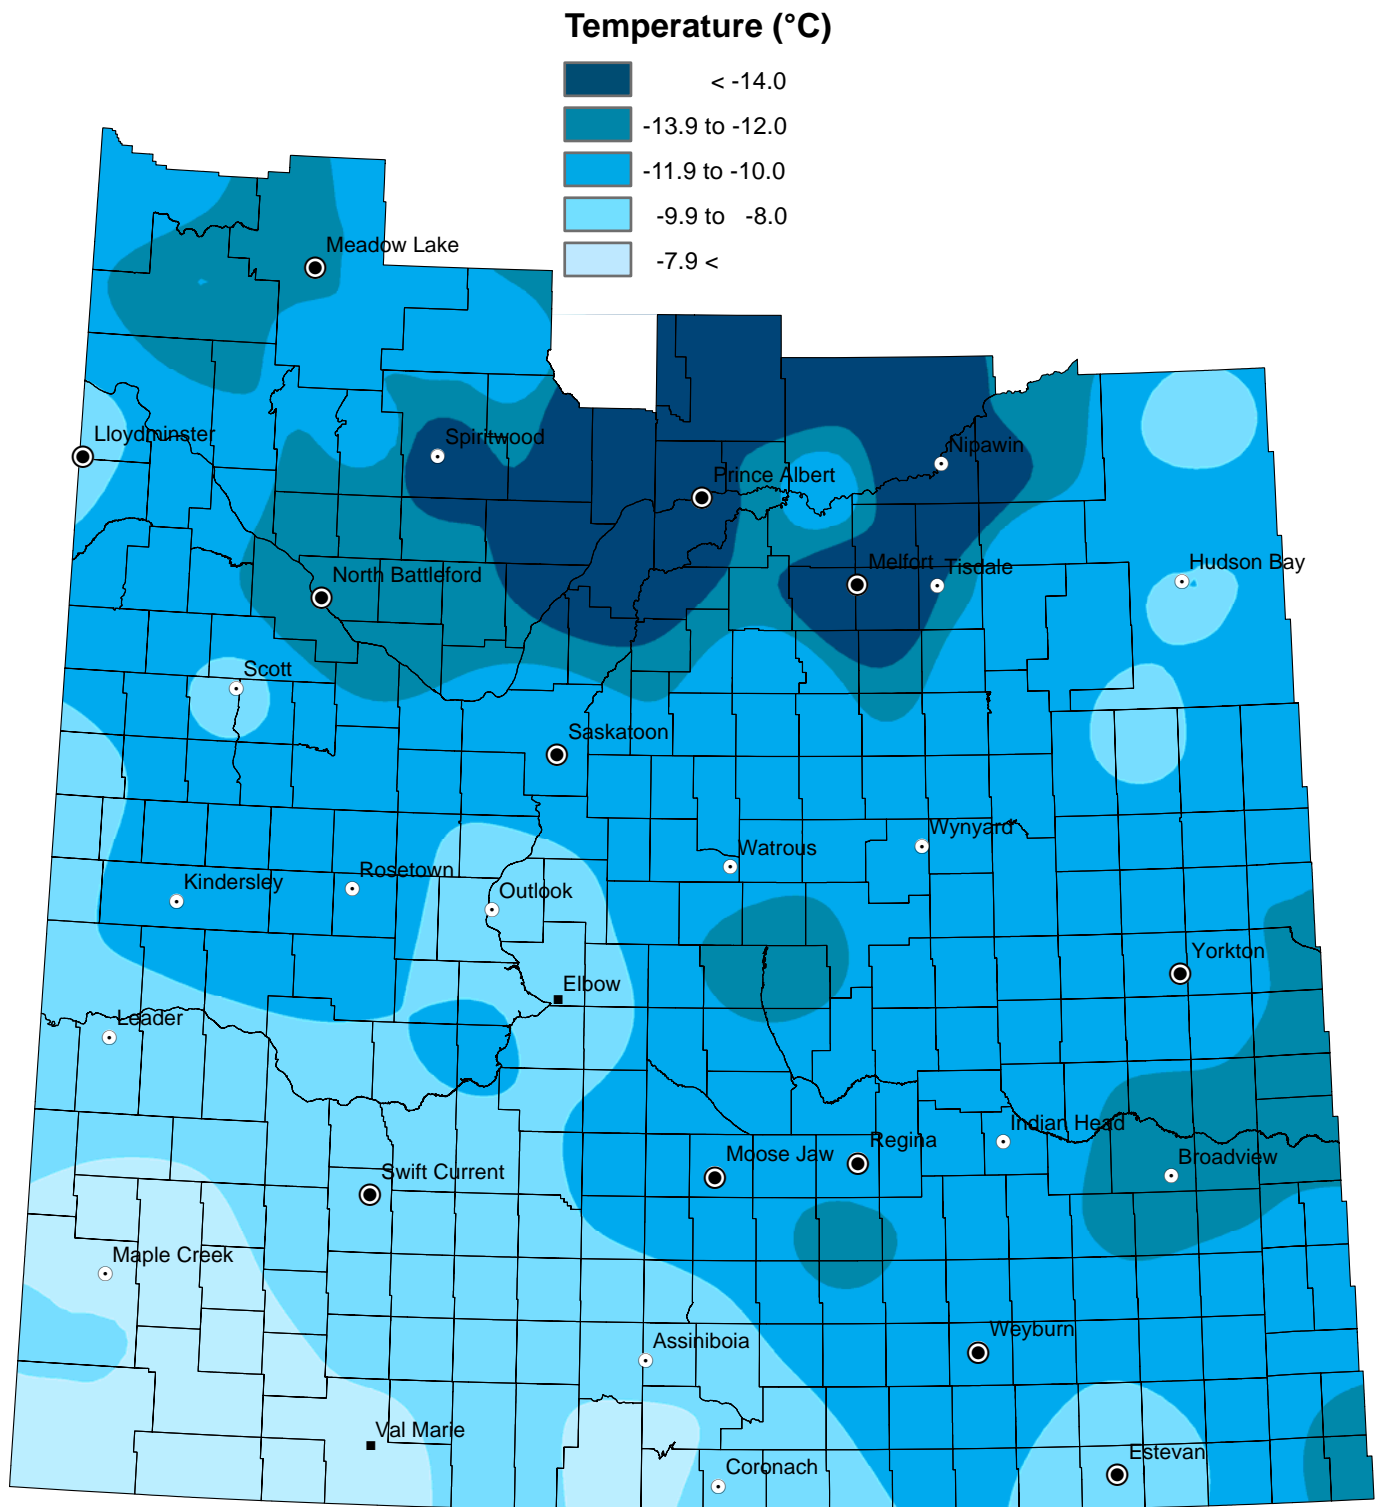 Temperature (°C)
< -14.0
-13.9 to -12.0
-11.9 to -10.0
-9.9 to -8.0
-7.9 <
Meadow Lake
Lloydminster
Spiritwood
Nipawin
Prince Albert
Melfort
Tisdale
Hudson Bay
North Battleford
Scott
Saskatoon
Wynyard
Watrous
Rosetown
Kindersley
Outlook
Yorkton
Elbow
Leader
Indian Head
Regina
Moose Jaw
Broadview
Swift Current
Maple Creek
Weyburn
Assiniboia
Val Marie
Estevan
Coronach